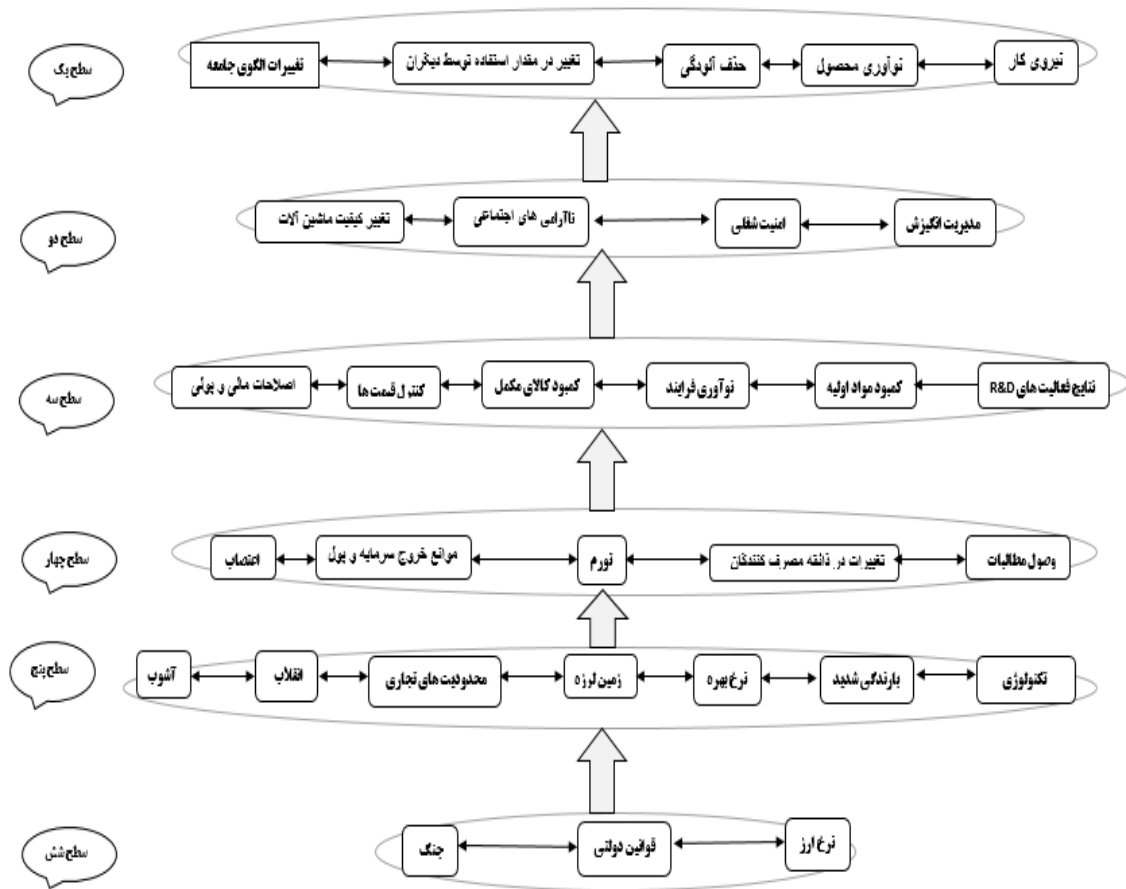 سطح یک
نیروی کار
نوآوری محصول
حذف آلودگی
تغییر در مقدار استفاده توسط دیگران
تغییرات الگوی جامعه
سطح دو
مدیریت انگیزش
امنیت شغلی
ناآرامی های اجتماعی
تغییر کیفیت ماشین آلات
سطح سه
نتایج فعالیت های R&D
کمبود مواد اولیه
نوآوری فرایند
کمبود کالای مکمل
کنترل قیمت ها
اصلاحات مالی و پولی
سطح چهار
وصول مطالبات
تغییرات در ذائقه مصرف کنندگان
تورم
موانع خروج سرمایه و پول
اعتصاب
سطح پنج
تکنولوژی
بارندگی شدید
نرخ بهره
زمین لرزه
محدودیت های تجاری
انقلاب
آشوب
سطح شش
نرخ ارز
قوانین دولتی
جنگ